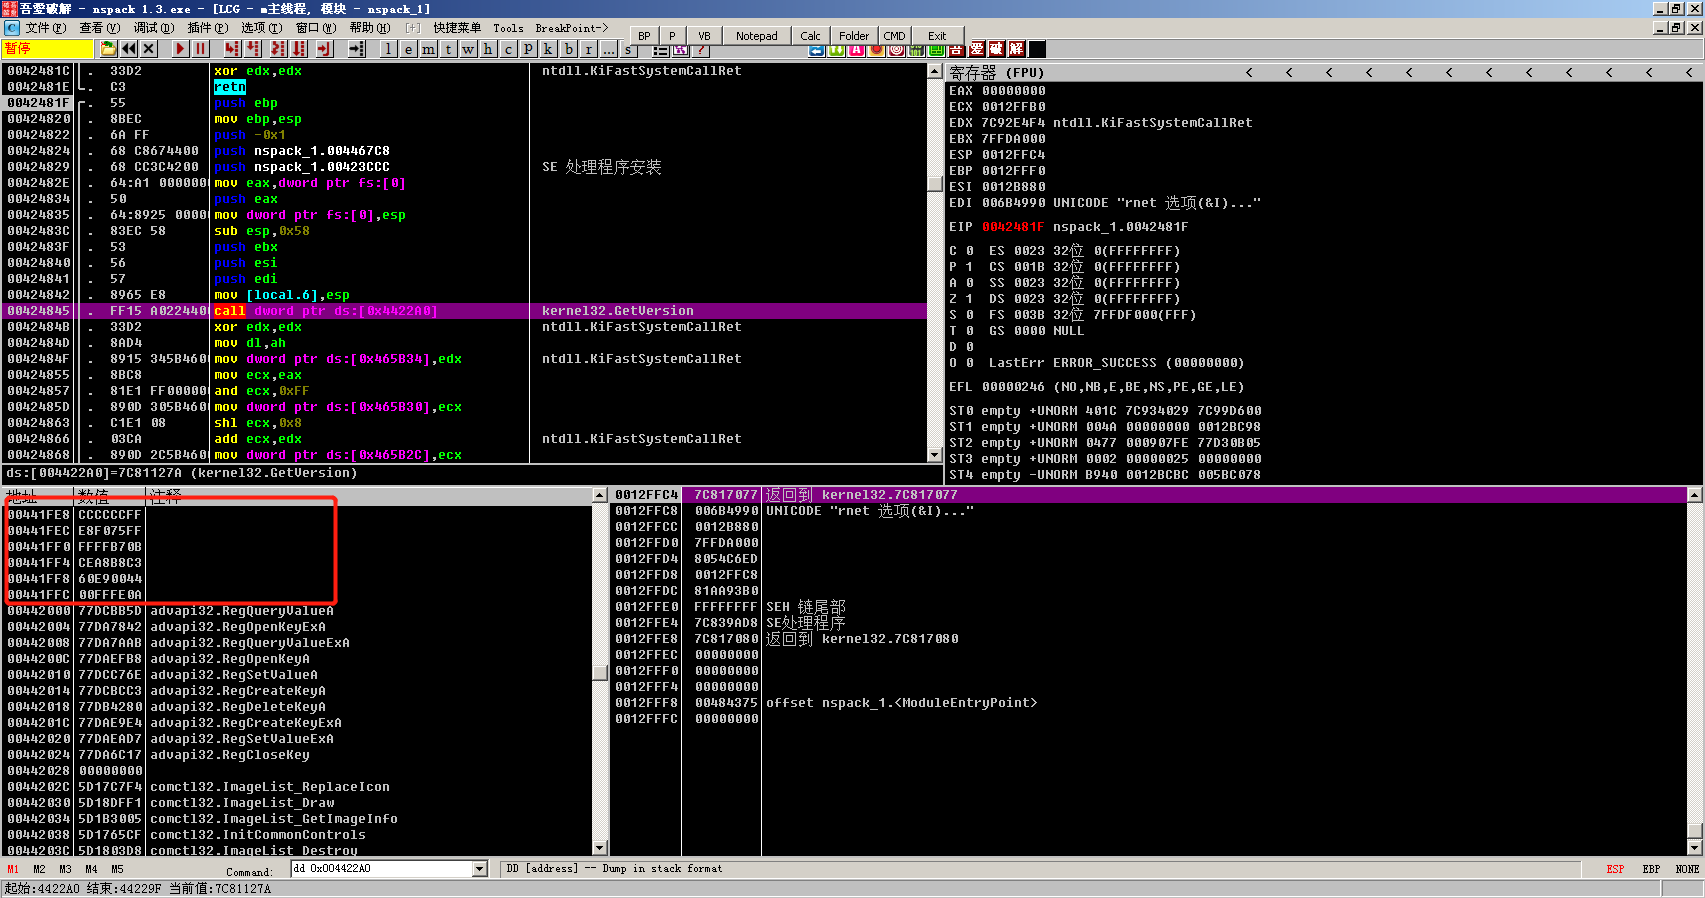 吾愛破解 - nspack 1.3.exe - [LCG - m主线程, 模块 - nspack_1]
文件(F) 查看(V) 调试(D) 插件(P) 选项(T) 窗口(W) 帮助(H) [+] 快捷菜单 Tools BreakPoint->
BP P VB Notepad Calc Folder CMD Exit
暂停
l e m t w h c p k b r ... s
吾 爱 破 解
0042481C . 33D2 xor edx,edx ntdll.KiFastSystemCallRet
0042481E . C3 retn
0042481F . 55 push ebp
00424820 . 8BEC mov ebp,esp
00424822 . 6A FF push -0x1
00424824 . 68 C8674400 push nspack_1.004467C8
00424829 . 68 CC3C4200 push nspack_1.00423CCC SE 处理程序安装
0042482E . 64:A1 0000000 mov eax,dword ptr fs:[0]
00424834 . 50 push eax
00424835 . 64:8925 00000 mov dword ptr fs:[0],esp
0042483C . 83EC 58 sub esp,0x58
0042483F . 53 push ebx
00424840 . 56 push esi
00424841 . 57 push edi
00424842 . 8965 E8 mov [local.6],esp
00424845 . FF15 A0224400 call dword ptr ds:[0x4422A0] kernel32.GetVersion
0042484B . 33D2 xor edx,edx ntdll.KiFastSystemCallRet
0042484D . 8AD4 mov dl,ah
0042484F . 8915 345B4600 mov dword ptr ds:[0x465B34],edx ntdll.KiFastSystemCallRet
00424855 . 8BC8 mov ecx,eax
00424857 . 81E1 FF000000 and ecx,0xFF
0042485D . 890D 305B4600 mov dword ptr ds:[0x465B30],ecx
00424863 . C1E1 08 shl ecx,0x8
00424866 . 03CA add ecx,edx ntdll.KiFastSystemCallRet
00424868 . 890D 2C5B4600 mov dword ptr ds:[0x465B2C],ecx
ds:[004422A0]=7C81127A (kernel32.GetVersion)
寄存器 (FPU) < < < < < < < < < < < <
EAX 00000000
ECX 0012FFB0
EDX 7C92E4F4 ntdll.KiFastSystemCallRet
EBX 7FFDA000
ESP 0012FFC4
EBP 0012FFF0
ESI 0012B880
EDI 006B4990 UNICODE "rnet 选项(&I)..."
EIP 0042481F nspack_1.0042481F
C 0 ES 0023 32位 0(FFFFFFFF)
P 1 CS 001B 32位 0(FFFFFFFF)
A 0 SS 0023 32位 0(FFFFFFFF)
Z 1 DS 0023 32位 0(FFFFFFFF)
S 0 FS 003B 32位 7FFDF000(FFF)
T 0 GS 0000 NULL
D 0
O 0 LastErr ERROR_SUCCESS (00000000)
EFL 00000246 (NO,NB,E,BE,NS,PE,GE,LE)
ST0 empty +UNORM 401C 7C934029 7C99D600
ST1 empty +UNORM 004A 00000000 0012BC98
ST2 empty +UNORM 0477 000907FE 77D30B05
ST3 empty +UNORM 0002 00000025 00000000
ST4 empty -UNORM B940 0012BCBC 005BC078
地址 数值 注释
00441FE8 CCCCCCFF
00441FEC E8F075FF
00441FF0 FFFFB70B
00441FF4 CEA8B8C3
00441FF8 60E90044
00441FFC 00FFFE0A
00442000 77DCBB5D advapi32.RegQueryValueA
00442004 77DA7842 advapi32.RegOpenKeyExA
00442008 77DA7AAB advapi32.RegQueryValueExA
0044200C 77DAEFB8 advapi32.RegOpenKeyA
00442010 77DCC76E advapi32.RegSetValueA
00442014 77DCBCC3 advapi32.RegCreateKeyA
00442018 77DB4280 advapi32.RegDeleteKeyA
0044201C 77DAE9E4 advapi32.RegCreateKeyExA
00442020 77DAEAD7 advapi32.RegSetValueExA
00442024 77DA6C17 advapi32.RegCloseKey
00442028 00000000
0044202C 5D17C7F4 comctl32.ImageList_ReplaceIcon
00442030 5D18DFF1 comctl32.ImageList_Draw
00442034 5D1B3005 comctl32.ImageList_GetImageInfo
00442038 5D1765CF comctl32.InitCommonControls
0044203C 5D1803D8 comctl32.ImageList_Destroy
0012FFC4 7C817077 返回到 kernel32.7C817077
0012FFC8 006B4990 UNICODE "rnet 选项(&I)..."
0012FFCC 0012B880
0012FFD0 7FFDA000
0012FFD4 8054C6ED
0012FFD8 0012FFC8
0012FFDC 81AA93B0
0012FFE0 FFFFFFFF SEH 链尾部
0012FFE4 7C839AD8 SE处理程序
0012FFE8 7C817080 返回到 kernel32.7C817080
0012FFEC 00000000
0012FFF0 00000000
0012FFF4 00000000
0012FFF8 00484375 offset nspack_1.<ModuleEntryPoint>
0012FFFC 00000000
M1 M2 M3 M4 M5 Command: dd 0x004422A0 DD [address] -- Dump in stack format ESP EBP NONE
起始:4422A0 结束:44229F 当前值:7C81127A